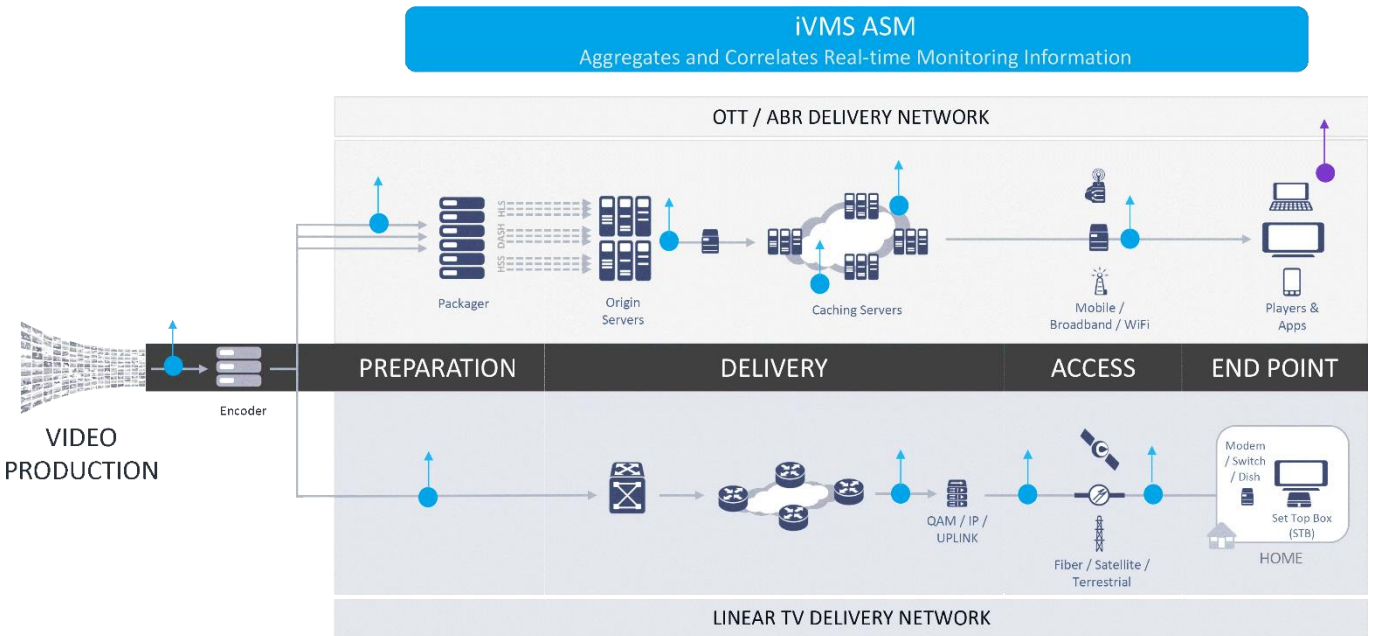 iVMS ASM
Aggregates and Correlates Real-time Monitoring Information
OTT / ABR DELIVERY NETWORK
HLS
DASH
HSS
Packager
Origin
Servers
Caching Servers
Mobile /
Broadband / WiFi
Players &
Apps
PREPARATION
DELIVERY
ACCESS
END POINT
Encoder
VIDEO
PRODUCTION
QAM / IP /
UPLINK
Fiber / Satellite /
Terrestrial
Modem
/ Switch
/ Dish
Set Top Box
(STB)
HOME
LINEAR TV DELIVERY NETWORK